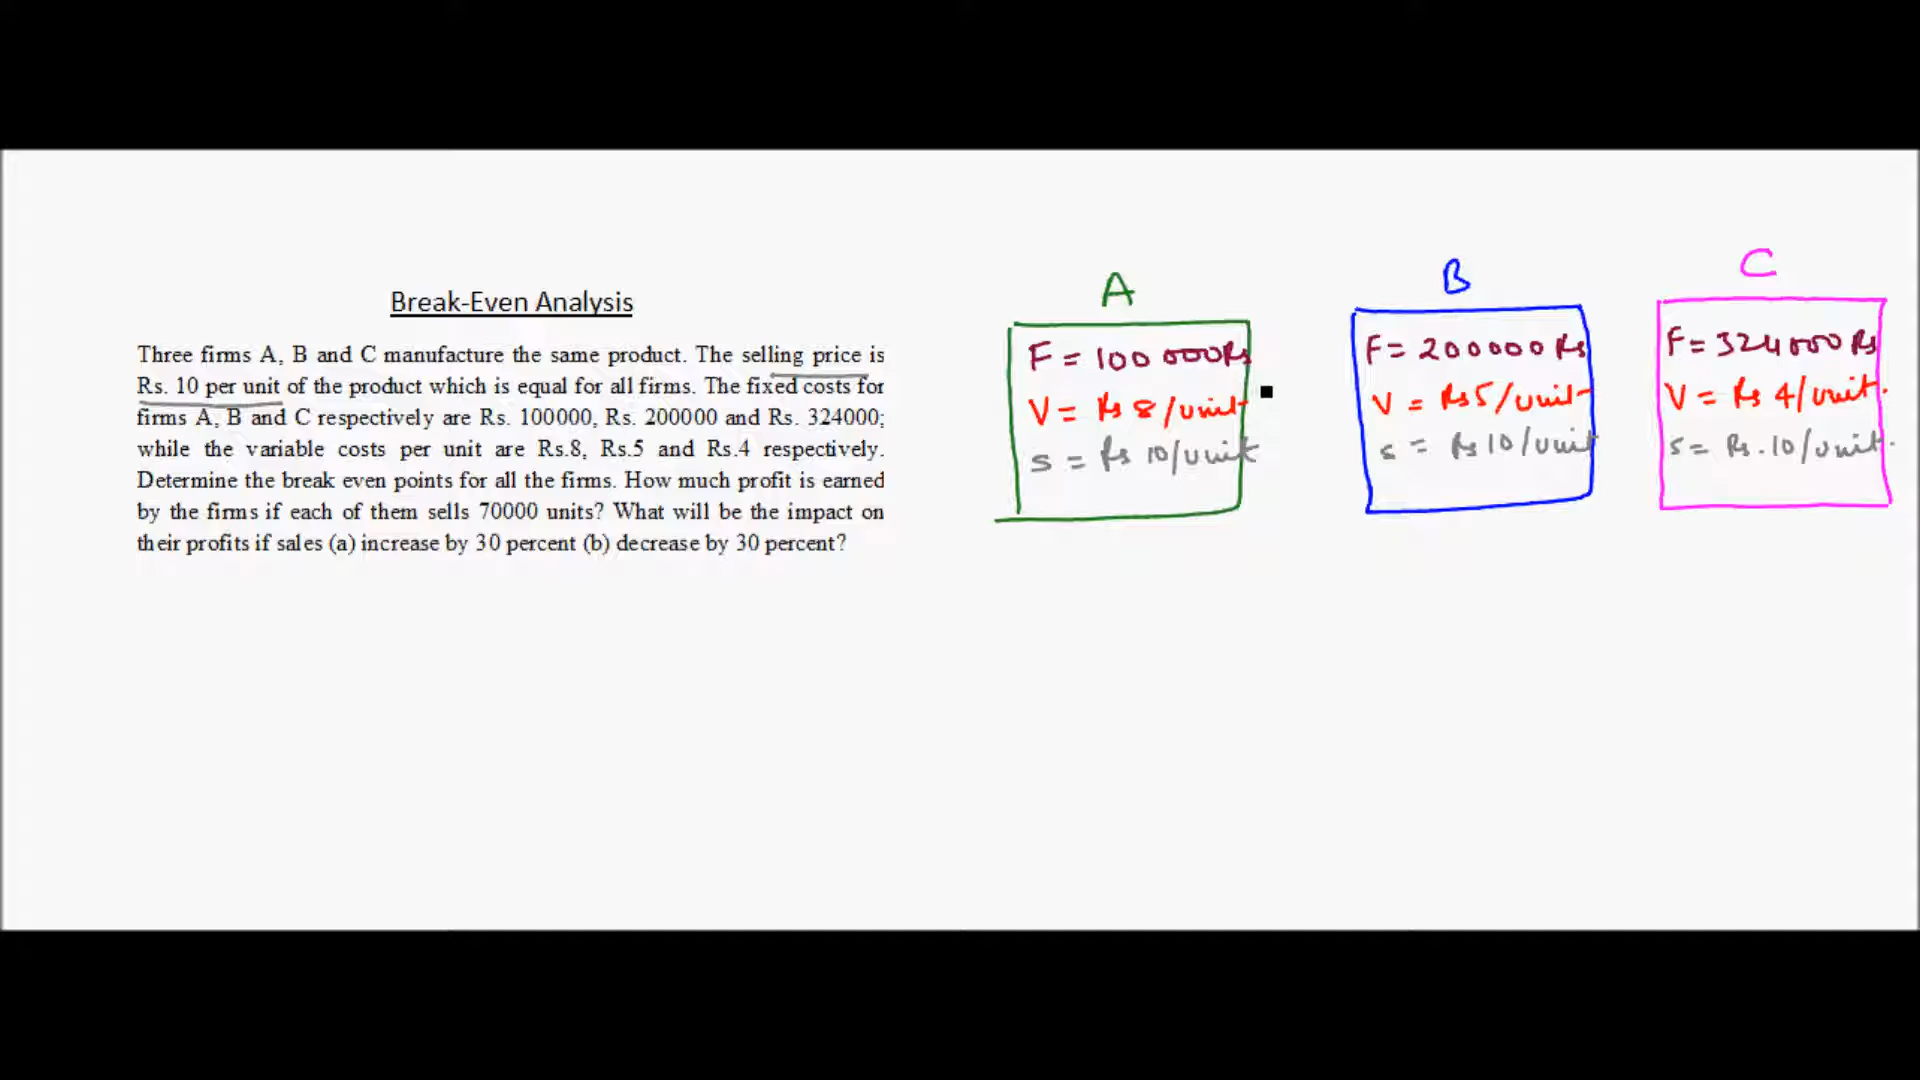 Break-Even Analysis
Three firms A, B and C manufacture the same product. The selling price is
Rs. 10 per unit of the product which is equal for all firms. The fixed costs for
firms A, B and C respectively are Rs. 100000, Rs. 200000 and Rs. 324000;
while the variable costs per unit are Rs.8, Rs.5 and Rs.4 respectively.
Determine the break even points for all the firms. How much profit is earned
by the firms if each of them sells 70000 units? What will be the impact on
their profits if sales (a) increase by 30 percent (b) decrease by 30 percent?
A
F = 100000Rs
V = Rs 8/unit
s = Rs 10/unit
B
F = 200000 Rs
V = Rs5/unit
s = Rs10/unit
C
F = 324000 Rs
V = Rs 4/unit.
s = Rs.10/unit.